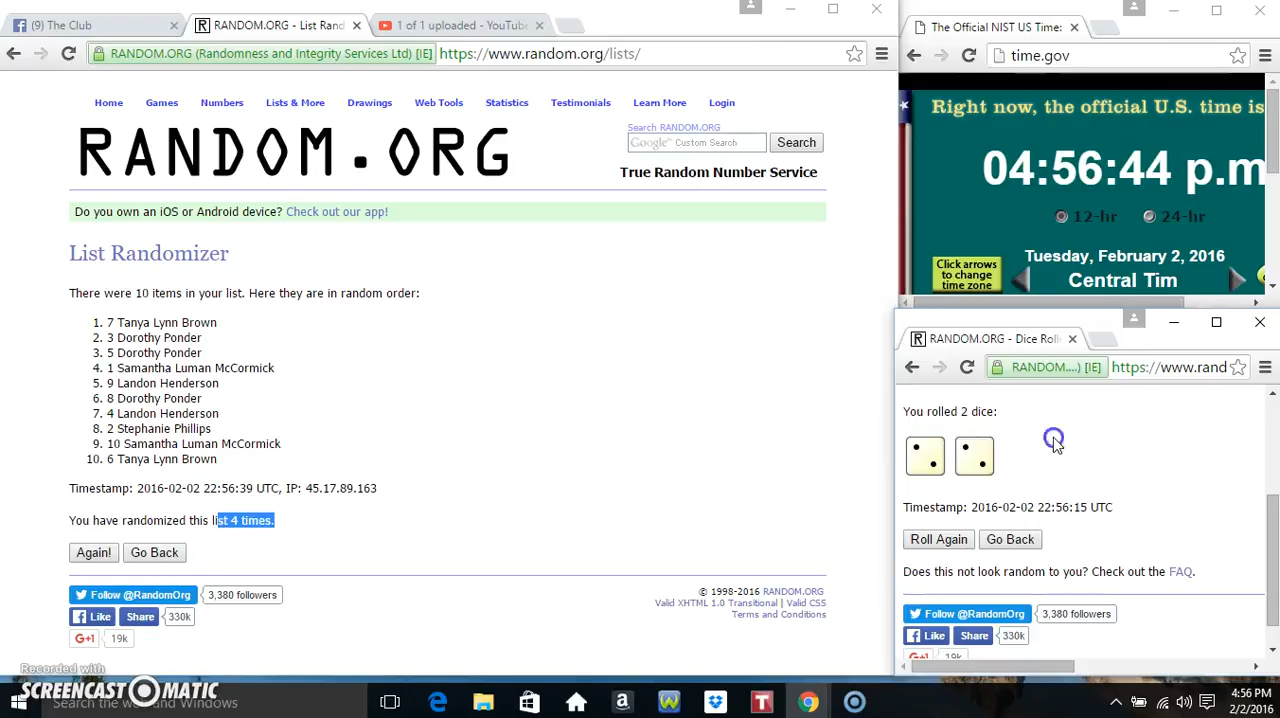 (9) The Club
RANDOM.ORG - List Rand
1 of 1 uploaded - YouTube
RANDOM.ORG (Randomness and Integrity Services Ltd) [IE] https://www.random.org/lists/
Home Games Numbers Lists & More Drawings Web Tools Statistics Testimonials Learn More Login
RANDOM.ORG
Search RANDOM.ORG
Google Custom Search Search
True Random Number Service
Do you own an iOS or Android device? Check out our app!
List Randomizer
There were 10 items in your list. Here they are in random order:
1. 7 Tanya Lynn Brown
2. 3 Dorothy Ponder
3. 5 Dorothy Ponder
4. 1 Samantha Luman McCormick
5. 9 Landon Henderson
6. 8 Dorothy Ponder
7. 4 Landon Henderson
8. 2 Stephanie Phillips
9. 10 Samantha Luman McCormick
10. 6 Tanya Lynn Brown
Timestamp: 2016-02-02 22:56:39 UTC, IP: 45.17.89.163
You have randomized this list 4 times.
Again! Go Back
Follow @RandomOrg 3,380 followers
Like Share 330k
G+1 19k
© 1998-2016 RANDOM.ORG
Valid XHTML 1.0 Transitional | Valid CSS
Terms and Conditions
The Official NIST US Time:
time.gov
Right now, the official U.S. time is
04:56:44 p.m
12-hr 24-hr
Tuesday, February 2, 2016
Click arrows
to change
time zone
Central Tim
RANDOM.ORG - Dice Roll
RANDOM....) [IE] https://www.rand
You rolled 2 dice:
Timestamp: 2016-02-02 22:56:15 UTC
Roll Again Go Back
Does this not look random to you? Check out the FAQ.
Follow @RandomOrg 3,380 followers
Like Share 330k
G+1 19k
Recorded with
SCREENCAST-O-MATIC
Search the web and Windows
4:56 PM
2/2/2016